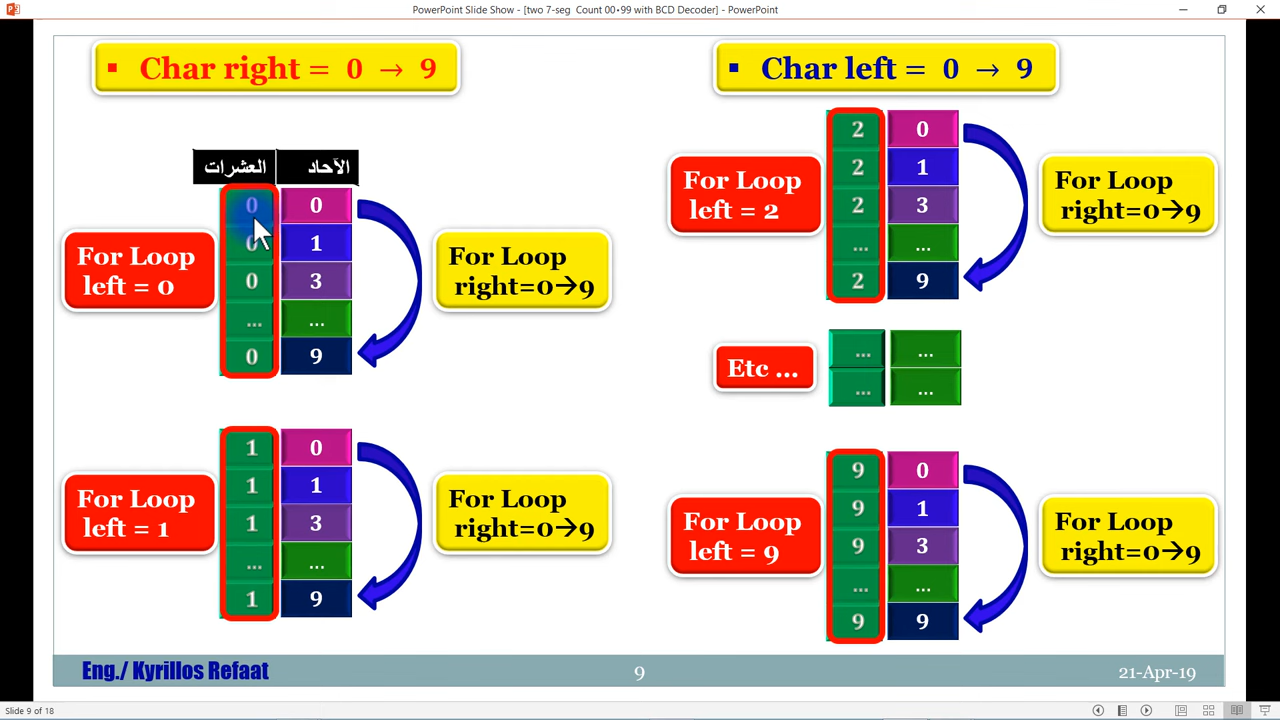 PowerPoint Slide Show - [two 7-seg Count 00-99 with BCD Decoder] - PowerPoint
▪ Char right = 0 → 9
العشرات الآحاد
0 0
0 1
0 3
... ...
0 9
For Loop
left = 0
For Loop
right=0→9
1 0
1 1
1 3
... ...
1 9
For Loop
left = 1
For Loop
right=0→9
▪ Char left = 0 → 9
2 0
2 1
2 3
... ...
2 9
For Loop
left = 2
For Loop
right=0→9
Etc ...
... ...
... ...
9 0
9 1
9 3
... ...
9 9
For Loop
left = 9
For Loop
right=0→9
Eng./ Kyrillos Refaat
9
21-Apr-19
Slide 9 of 18